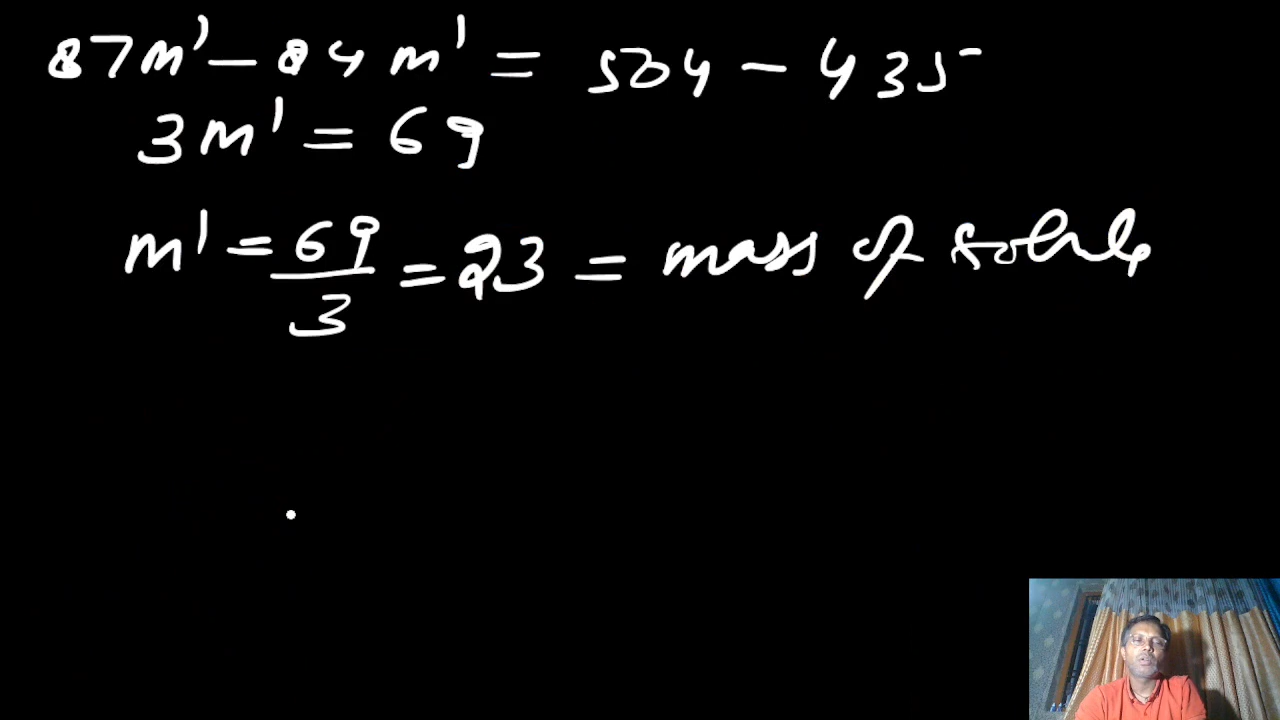 87m' - 84m' = 504 - 435
3m' = 69
m' = 69/3 = 23 = mass of solute